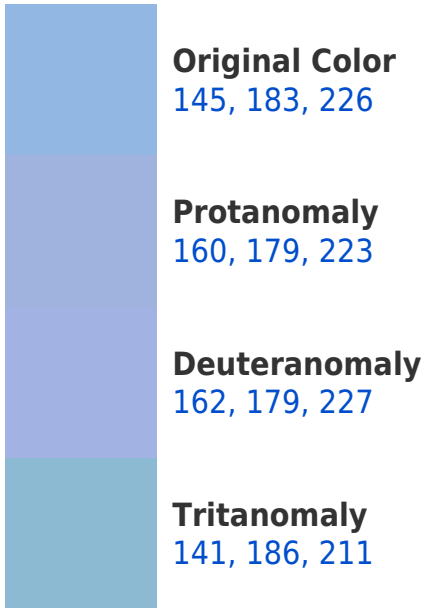 Original Color
145, 183, 226
Protanomaly
160, 179, 223
Deuteranomaly
162, 179, 227
Tritanomaly
141, 186, 211